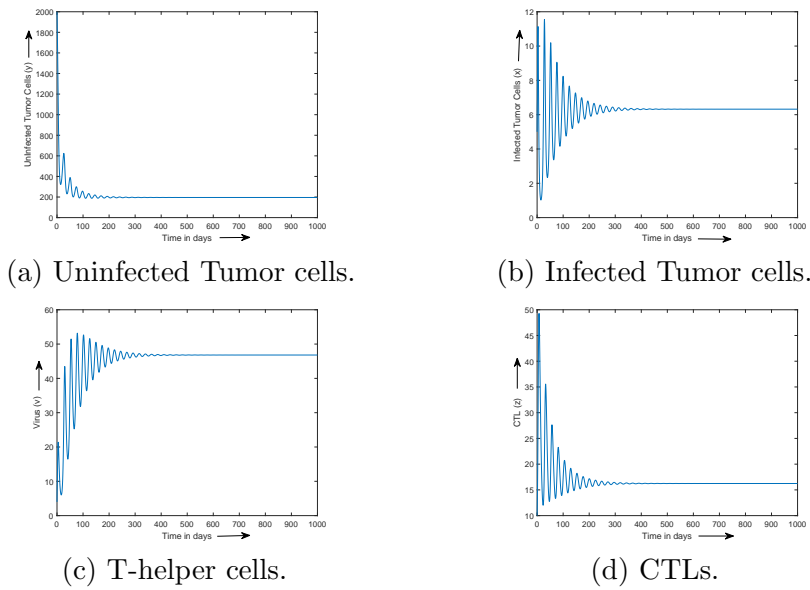 2000
1800
1600
1400
1200
1000
800
600
400
200
0
Uninfected Tumor Cells (y)
0 100 200 300 400 500 600 700 800 900 1000
Time in days
(a) Uninfected Tumor cells.
12
10
8
6
4
2
0
Infected Tumor Cells (x)
0 100 200 300 400 500 600 700 800 900 1000
Time in days
(b) Infected Tumor cells.
60
50
40
30
20
10
0
Virus (v)
0 100 200 300 400 500 600 700 800 900 1000
Time in days
(c) T-helper cells.
50
45
40
35
30
25
20
15
10
CTL (z)
0 100 200 300 400 500 600 700 800 900 1000
Time in days
(d) CTLs.